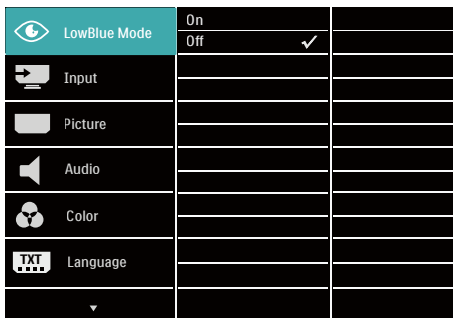 LowBlue Mode
On
Off
Input
Picture
Audio
Color
TXT
Language